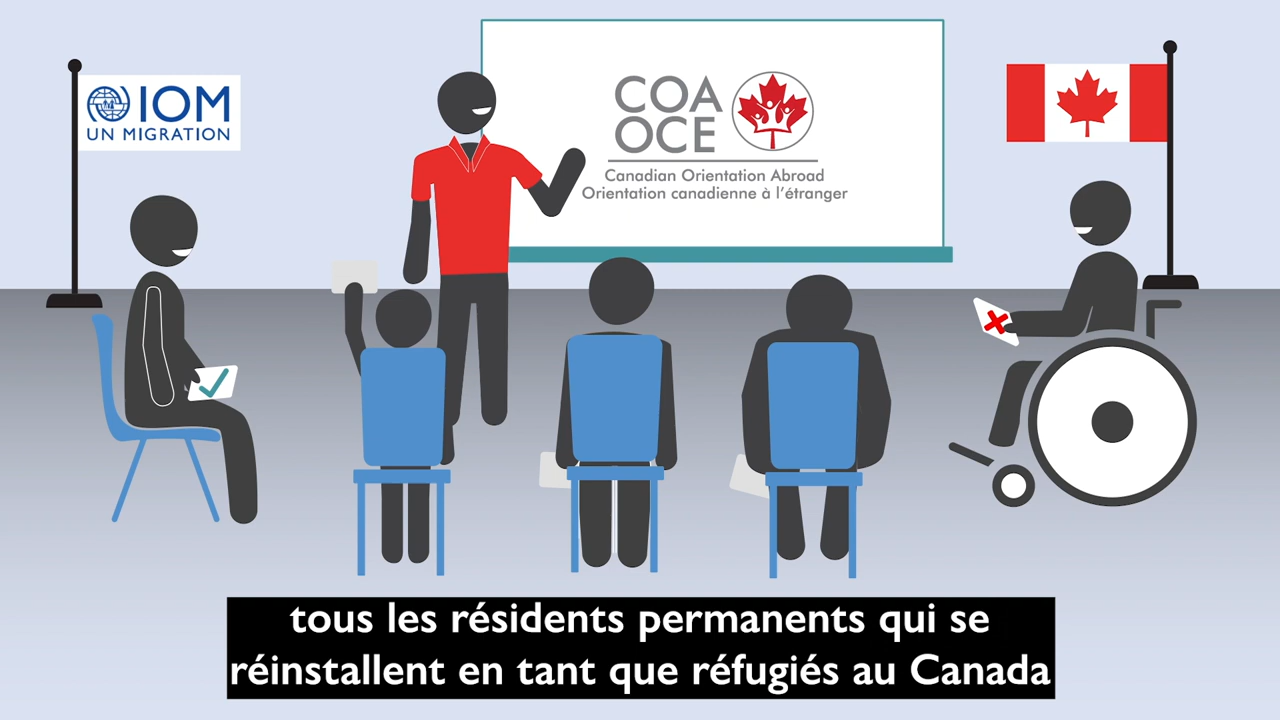 IOM
UN MIGRATION
COA
OCE
Canadian Orientation Abroad
Orientation canadienne à l'étranger
tous les résidents permanents qui se
réinstallent en tant que réfugiés au Canada